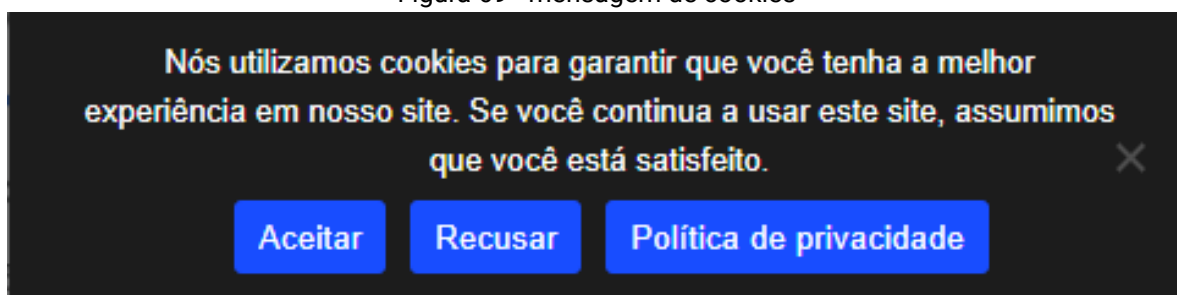 Nós utilizamos cookies para garantir que você tenha a melhor
experiência em nosso site. Se você continua a usar este site, assumimos
que você está satisfeito.
Aceitar Recusar Política de privacidade